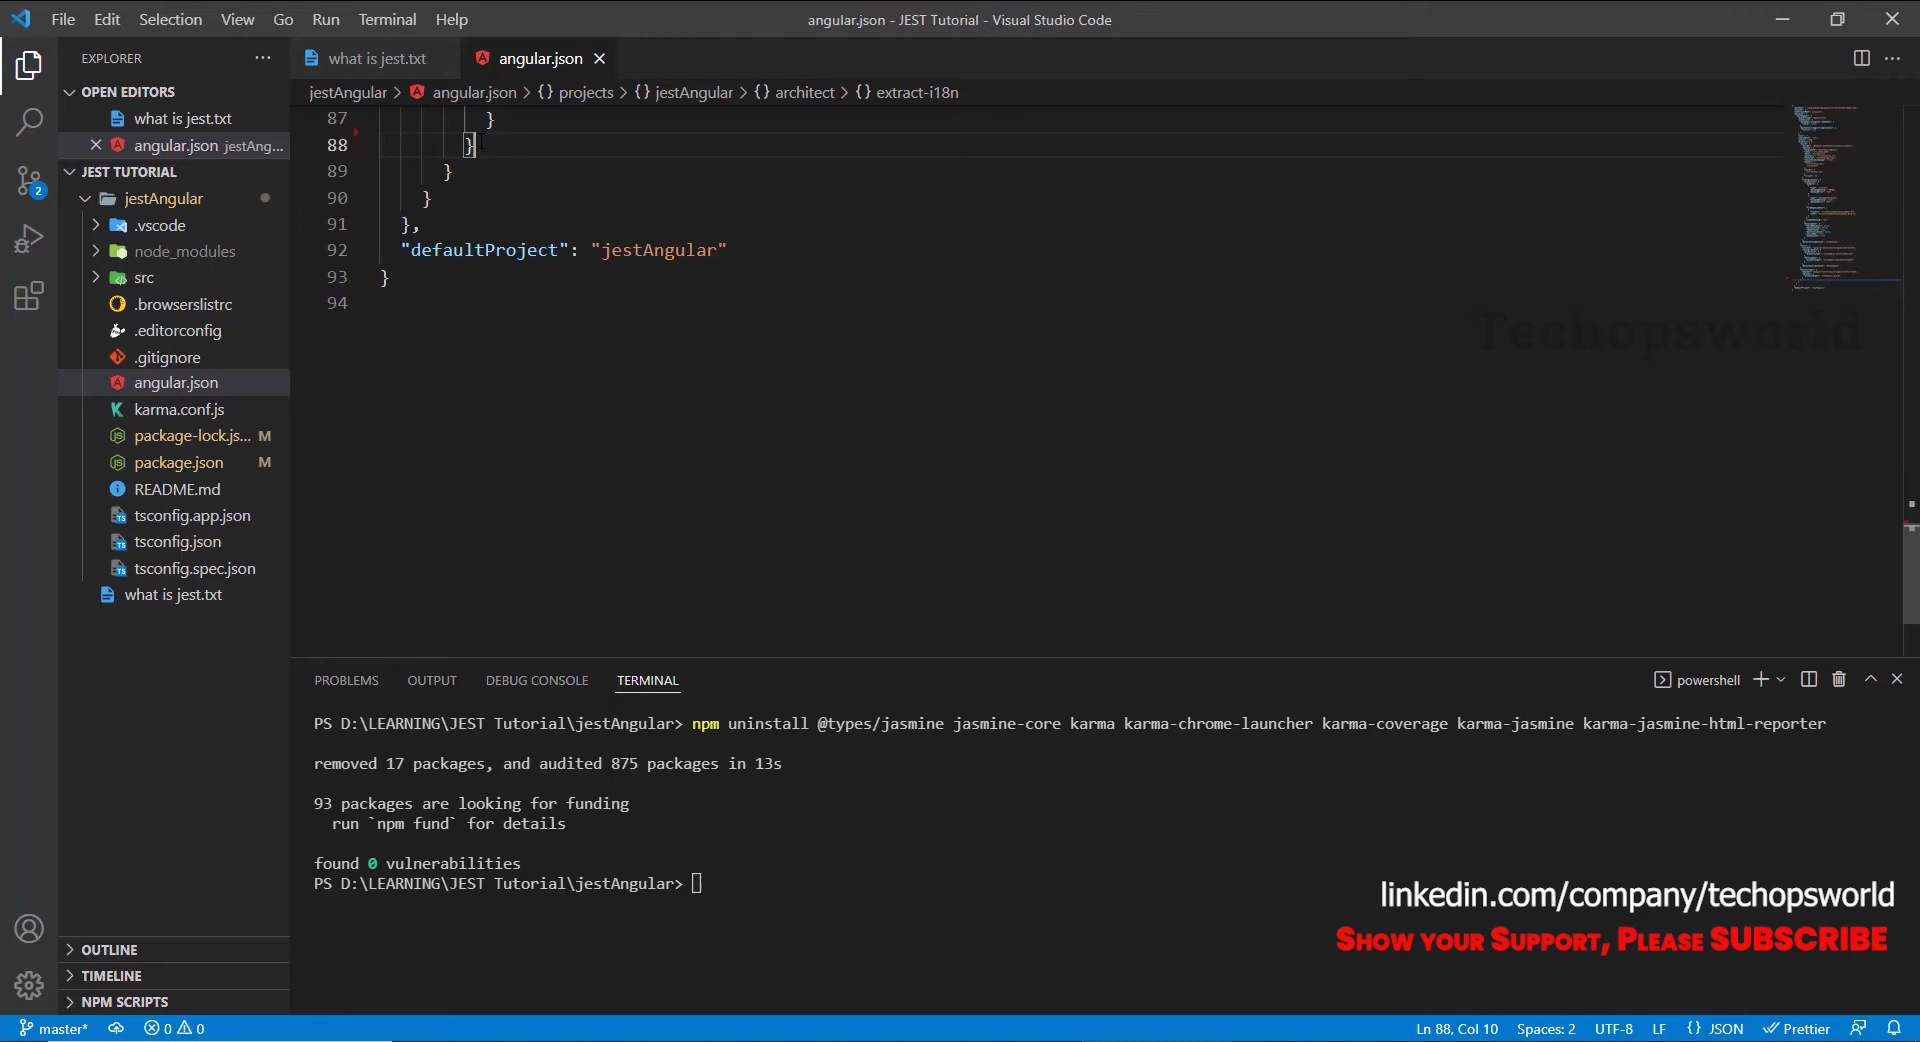 File Edit Selection View Go Run Terminal Help
angular.json - JEST Tutorial - Visual Studio Code
EXPLORER
OPEN EDITORS
what is jest.txt
angular.json jestAng...
JEST TUTORIAL
jestAngular
.vscode
node_modules
src
.browserslistrc
.editorconfig
.gitignore
angular.json
karma.conf.js
package-lock.js... M
package.json M
README.md
tsconfig.app.json
tsconfig.json
tsconfig.spec.json
what is jest.txt
OUTLINE
TIMELINE
NPM SCRIPTS
2
what is jest.txt
angular.json
jestAngular > angular.json > {} projects > {} jestAngular > {} architect > {} extract-i18n
87 }
88 }
89 }
90 }
91 },
92 "defaultProject": "jestAngular"
93 }
94
Techopsworld
PROBLEMS OUTPUT DEBUG CONSOLE TERMINAL
powershell
PS D:\LEARNING\JEST Tutorial\jestAngular> npm uninstall @types/jasmine jasmine-core karma karma-chrome-launcher karma-coverage karma-jasmine karma-jasmine-html-reporter
removed 17 packages, and audited 875 packages in 13s
93 packages are looking for funding
run `npm fund` for details
found 0 vulnerabilities
PS D:\LEARNING\JEST Tutorial\jestAngular>
linkedin.com/company/techopsworld
Show your Support, Please SUBSCRIBE
master* 0 0
Ln 88, Col 10 Spaces: 2 UTF-8 LF {} JSON Prettier